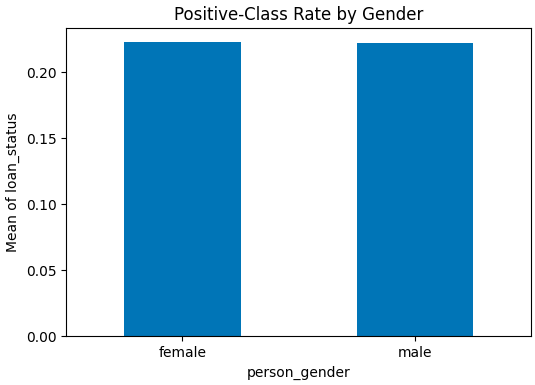 Positive-Class Rate by Gender
Mean of loan_status
0.20
0.15
0.10
0.05
0.00
female male
person_gender